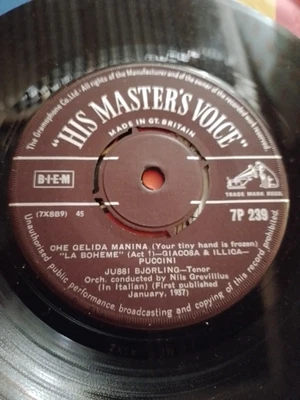 The Gramophone Co. Ltd. - All rights of the Manufacturer and of the owner of the recorded work reserved
"HIS MASTER'S VOICE"
MADE IN GT. BRITAIN
B·I·E·M
TRADE MARK REGD.
(7XBB9) 45
7P 239
CHE GELIDA MANINA (Your tiny hand is frozen)
"LA BOHEME" (Act 1)—GIACOSA & ILLICA—
PUCCINI
JUSSI BJÖRLING—Tenor
Orch. conducted by Nils Grevillius
(In Italian) (First published
January, 1957)
Unauthorised public performance, broadcasting and copying of this record prohibited